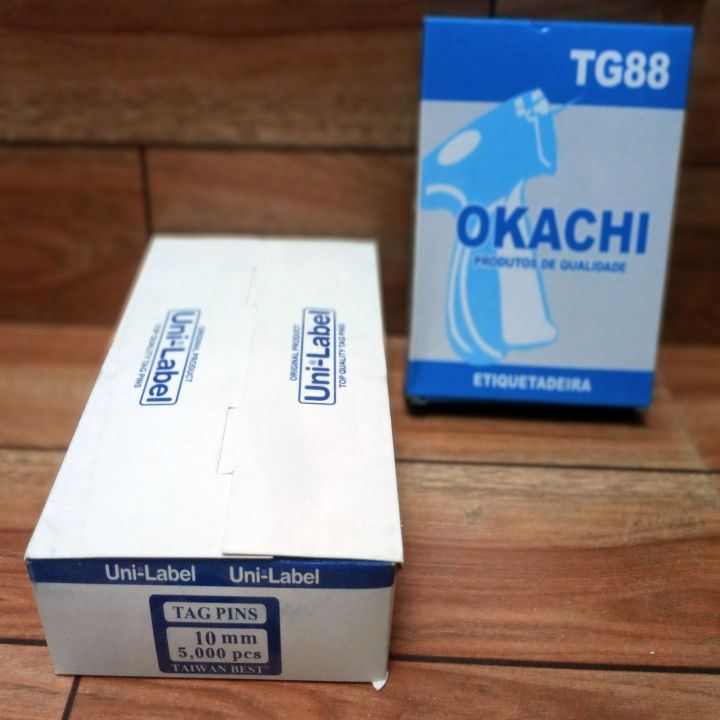 TG88
OKACHI
PRODUTOS DE QUALIDADE
ETIQUETADEIRA
ORIGINAL PRODUCT
Uni-Label
TOP QUALITY TAG PINS
ORIGINAL PRODUCT
Uni®Label
TOP QUALITY TAG PINS
Uni-Label Uni-Label
TAG PINS
10 mm
5,000 pcs
TAIWAN BEST